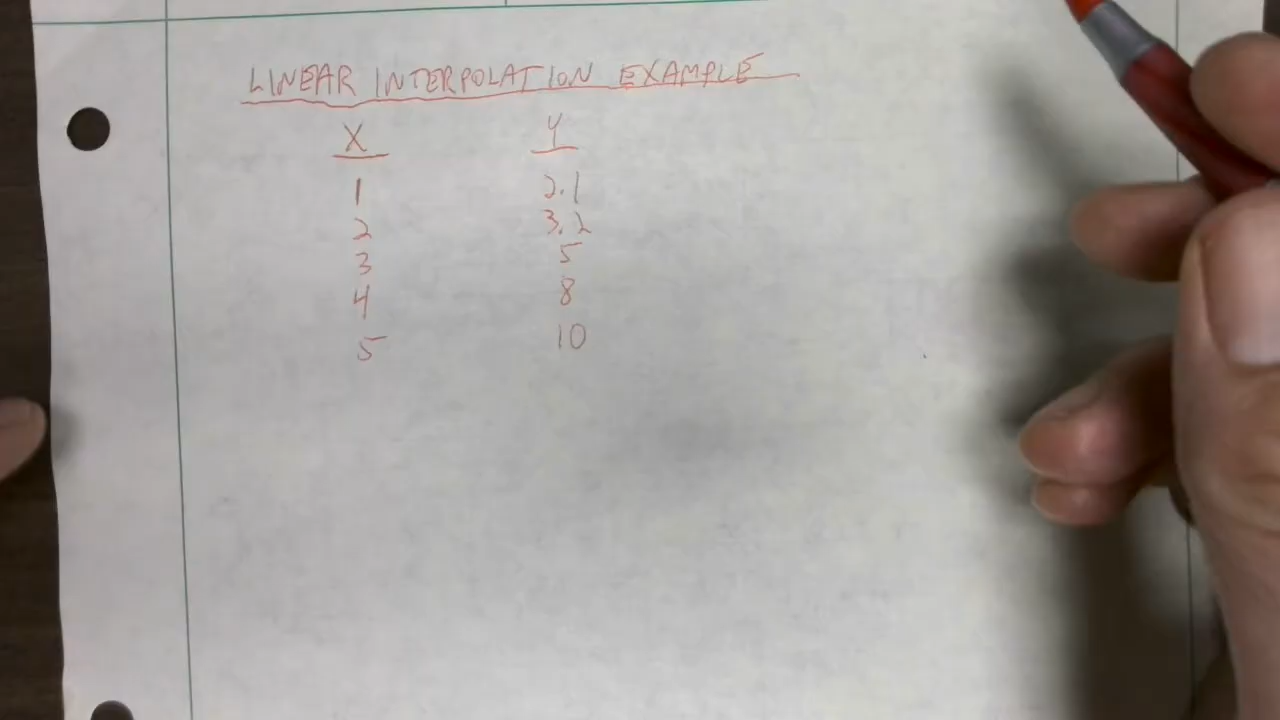 LINEAR INTERPOLATION EXAMPLE
X Y
1 2.1
2 3.2
3 5
4 8
5 10